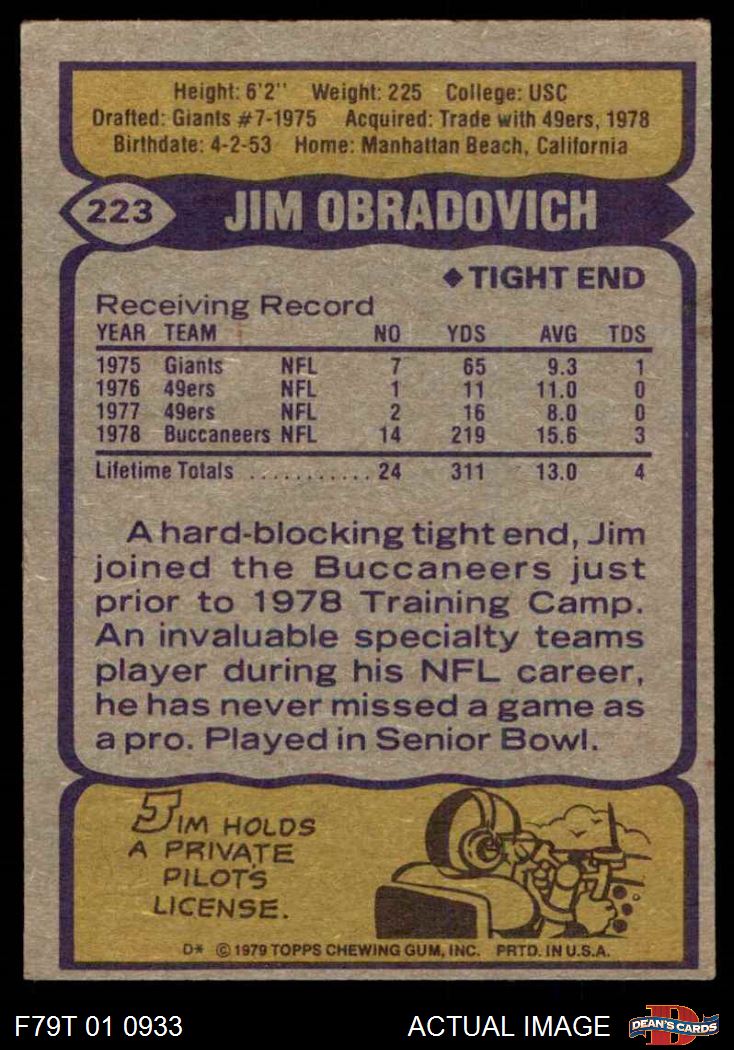 Height: 6'2" Weight: 225 College: USC
Drafted: Giants #7-1975 Acquired: Trade with 49ers, 1978
Birthdate: 4-2-53 Home: Manhattan Beach, California
223 JIM OBRADOVICH
◆ TIGHT END
Receiving Record
YEAR TEAM NO YDS AVG TDS
1975 Giants NFL 7 65 9.3 1
1976 49ers NFL 1 11 11.0 0
1977 49ers NFL 2 16 8.0 0
1978 Buccaneers NFL 14 219 15.6 3
Lifetime Totals ........... 24 311 13.0 4
A hard-blocking tight end, Jim
joined the Buccaneers just
prior to 1978 Training Camp.
An invaluable specialty teams
player during his NFL career,
he has never missed a game as
a pro. Played in Senior Bowl.
JIM HOLDS
A PRIVATE
PILOT'S
LICENSE.
D* © 1979 TOPPS CHEWING GUM, INC. PRTD. IN U.S.A.
F79T 01 0933 ACTUAL IMAGE D DEAN'S CARDS